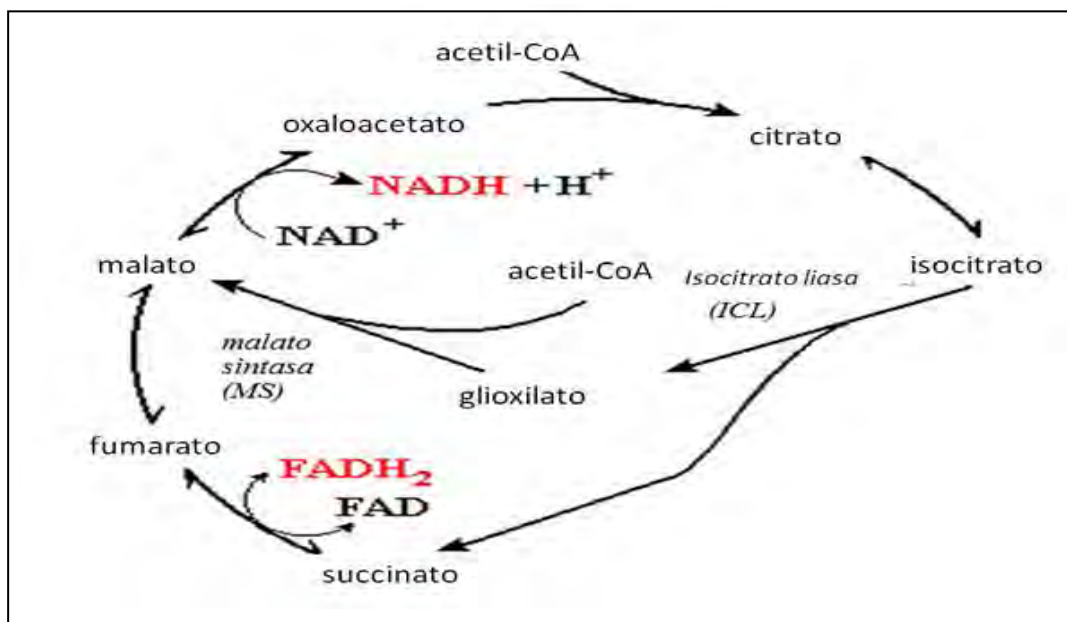 acetil-CoA
oxaloacetato
citrato
NADH + H⁺
NAD⁺
malato
acetil-CoA
Isocitrato liasa
(ICL)
isocitrato
malato
sintasa
(MS)
glioxilato
fumarato
FADH₂
FAD
succinato